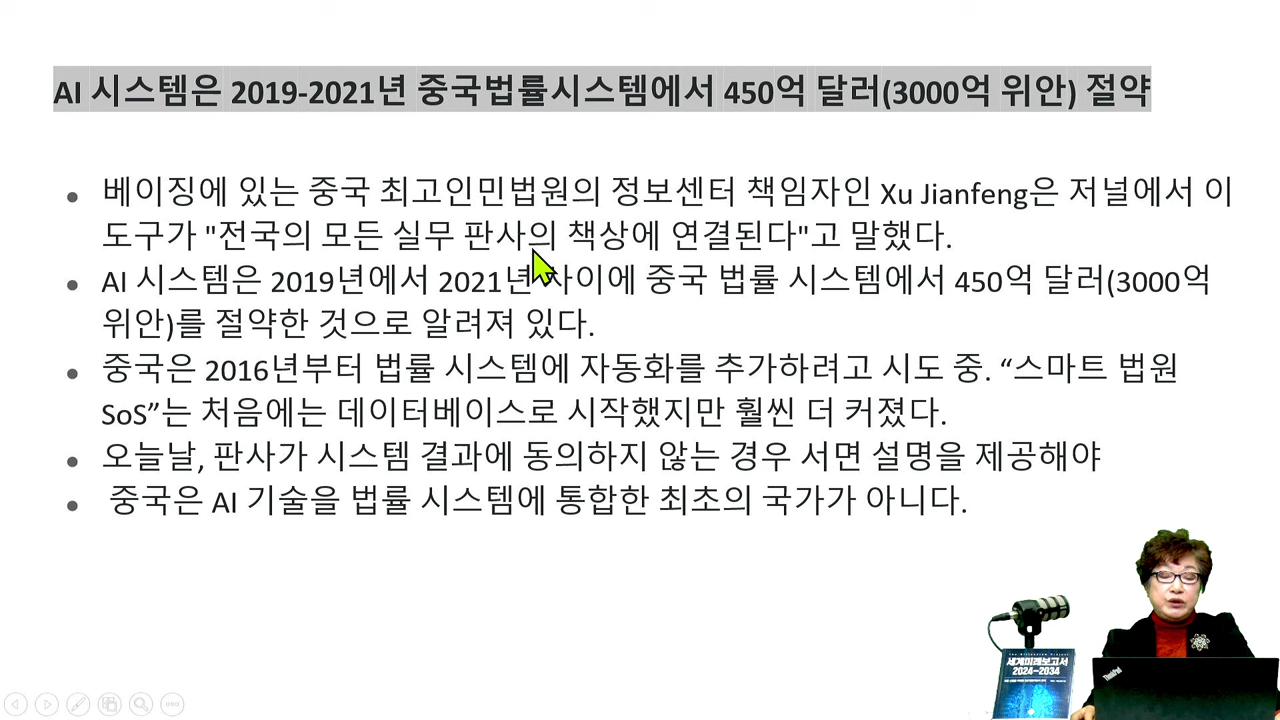 AI 시스템은 2019-2021년 중국법률시스템에서 450억 달러(3000억 위안) 절약
• 베이징에 있는 중국 최고인민법원의 정보센터 책임자인 Xu Jianfeng은 저널에서 이
도구가 "전국의 모든 실무 판사의 책상에 연결된다"고 말했다.
• AI 시스템은 2019년에서 2021년 사이에 중국 법률 시스템에서 450억 달러(3000억
위안)를 절약한 것으로 알려져 있다.
• 중국은 2016년부터 법률 시스템에 자동화를 추가하려고 시도 중. “스마트 법원
SoS”는 처음에는 데이터베이스로 시작했지만 훨씬 더 커졌다.
• 오늘날, 판사가 시스템 결과에 동의하지 않는 경우 서면 설명을 제공해야
• 중국은 AI 기술을 법률 시스템에 통합한 최초의 국가가 아니다.
세계미래보고서
2024-2034
ThinkPad